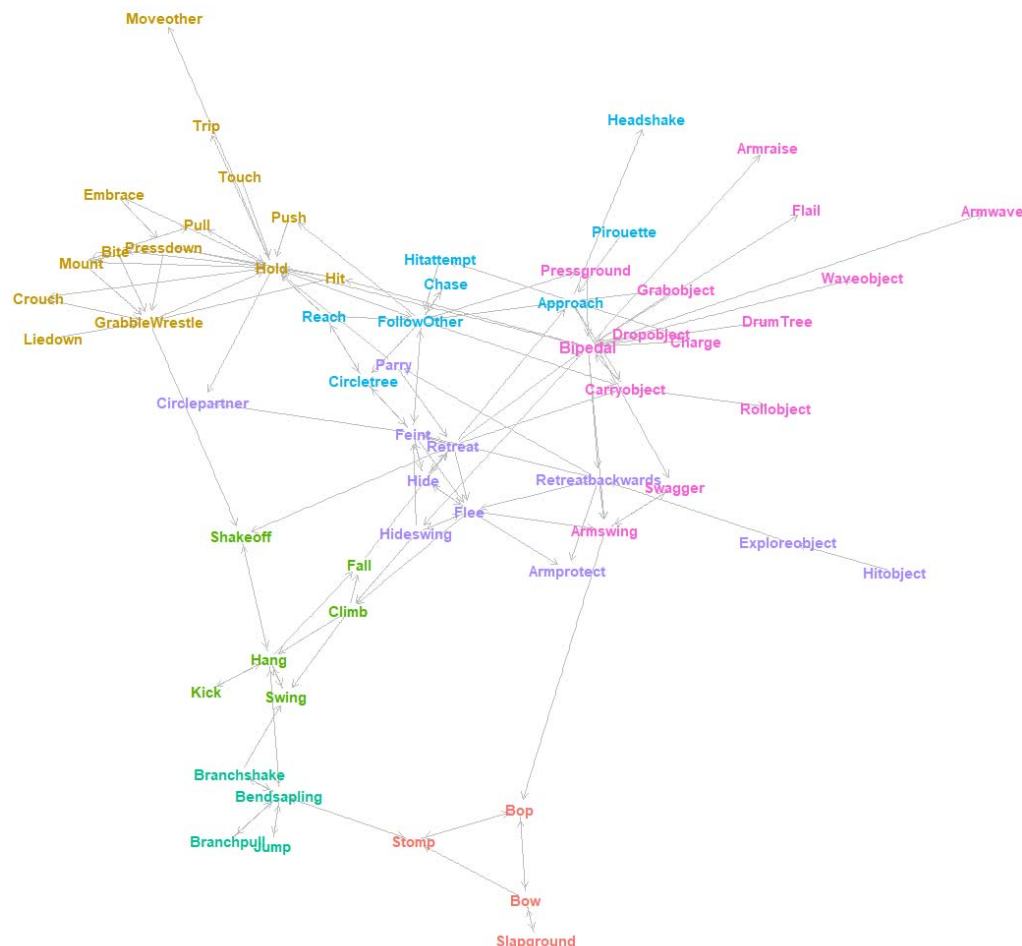 Moveother
Headshake
Trip
Armraise
Touch
Embrace
Push
Flail
Armwave
Pull
Pirouette
Bite
Pressdown
Mount
Hold
Hitattempt
Pressground
Hit
Chase
Waveobject
Grabobject
Crouch
Approach
Reach
FollowOther
GrabbleWrestle
DrumTree
Liedown
Dropobject
Charge
Bipedal
Parry
Circletree
Carryobject
Circlepartner
Rollobject
Feint
Retreat
Hide
Retreatbackwards
Swagger
Flee
Shakeoff
Hideswing
Armswing
Exploreobject
Fall
Armprotect
Hitobject
Climb
Hang
Kick
Swing
Branchshake
Bendsapling
Bop
Branchpull
Jump
Stomp
Bow
Slapground